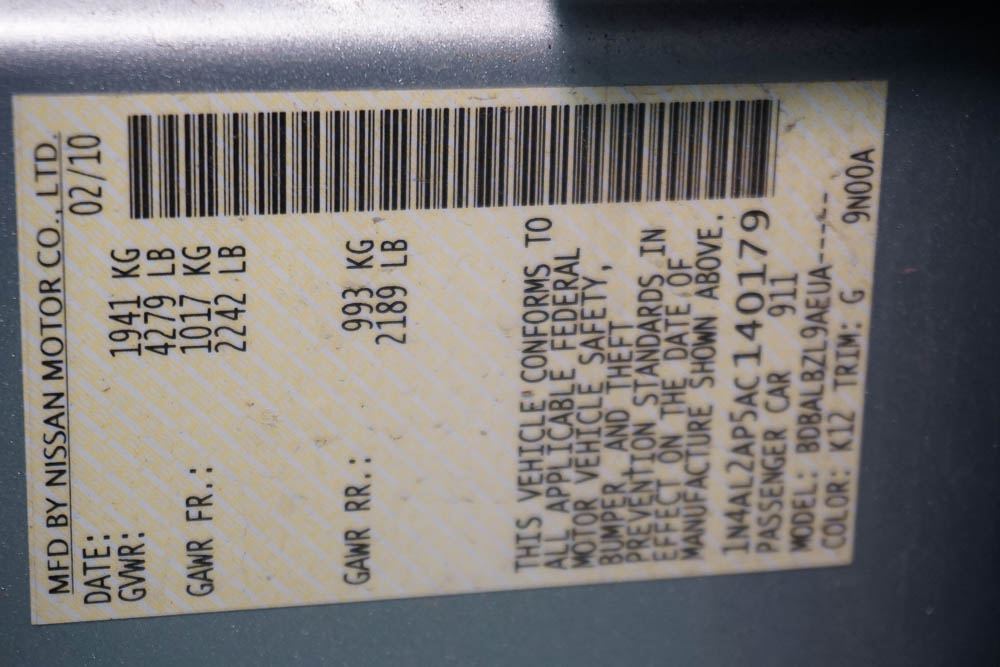 MFD BY NISSAN MOTOR CO., LTD.
DATE: 02/10
GVWR: 1941 KG
4279 LB
GAWR FR.: 1017 KG
2242 LB
GAWR RR.: 993 KG
2189 LB
THIS VEHICLE CONFORMS TO
ALL APPLICABLE FEDERAL
MOTOR VEHICLE SAFETY,
BUMPER, AND THEFT
PREVENTION STANDARDS IN
EFFECT ON THE DATE OF
MANUFACTURE SHOWN ABOVE.
1N4AL2AP5AC140179
PASSENGER CAR 911
MODEL: BDBALBZL9AEUA-----
COLOR: K12 TRIM: G 9N00A